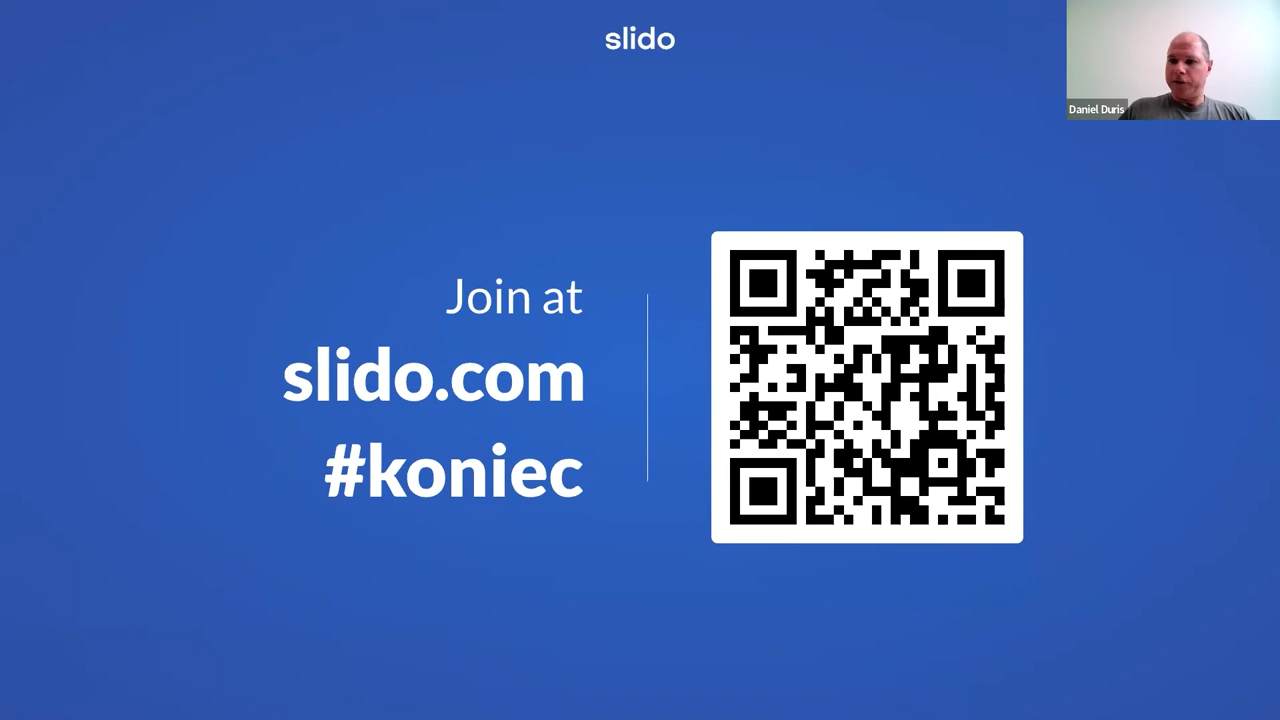 slido
Daniel Duris
Join at
slido.com
#koniec